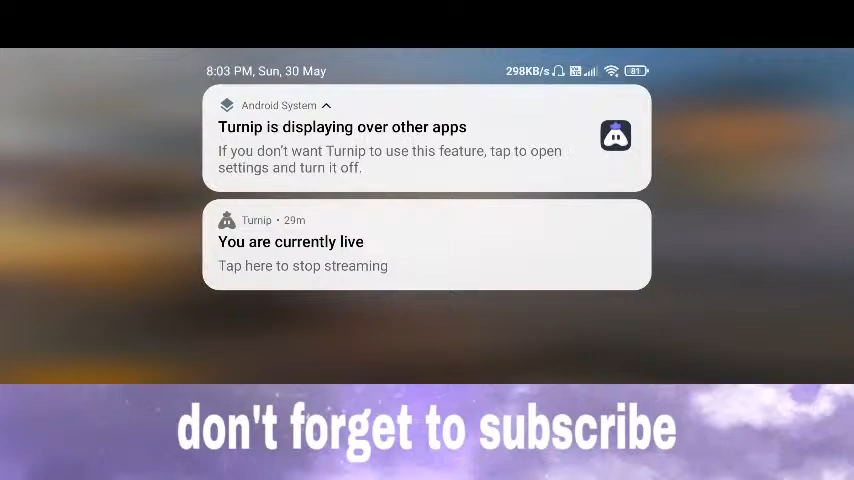 8:03 PM, Sun, 30 May 298KB/s 81
Android System
Turnip is displaying over other apps
If you don't want Turnip to use this feature, tap to open
settings and turn it off.
Turnip • 29m
You are currently live
Tap here to stop streaming
don't forget to subscribe